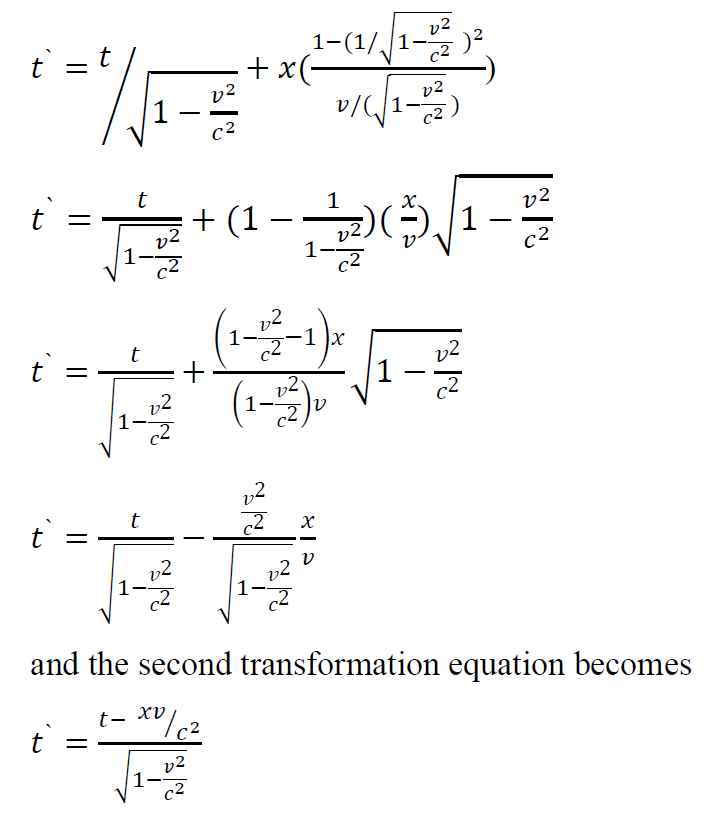 t` = t/√(1 − v²/c²) + x((1−(1/√(1−v²/c²))²)/(v/(√(1−v²/c²))))
t` = t/√(1−v²/c²) + (1 − 1/(1−v²/c²))(x/v)√(1 − v²/c²)
t` = t/√(1−v²/c²) + ((1−v²/c²−1)x)/((1−v²/c²)v) √(1 − v²/c²)
t` = t/√(1−v²/c²) − (v²/c²)/√(1−v²/c²) x/v
and the second transformation equation becomes
t` = (t− xv/c²)/√(1−v²/c²)